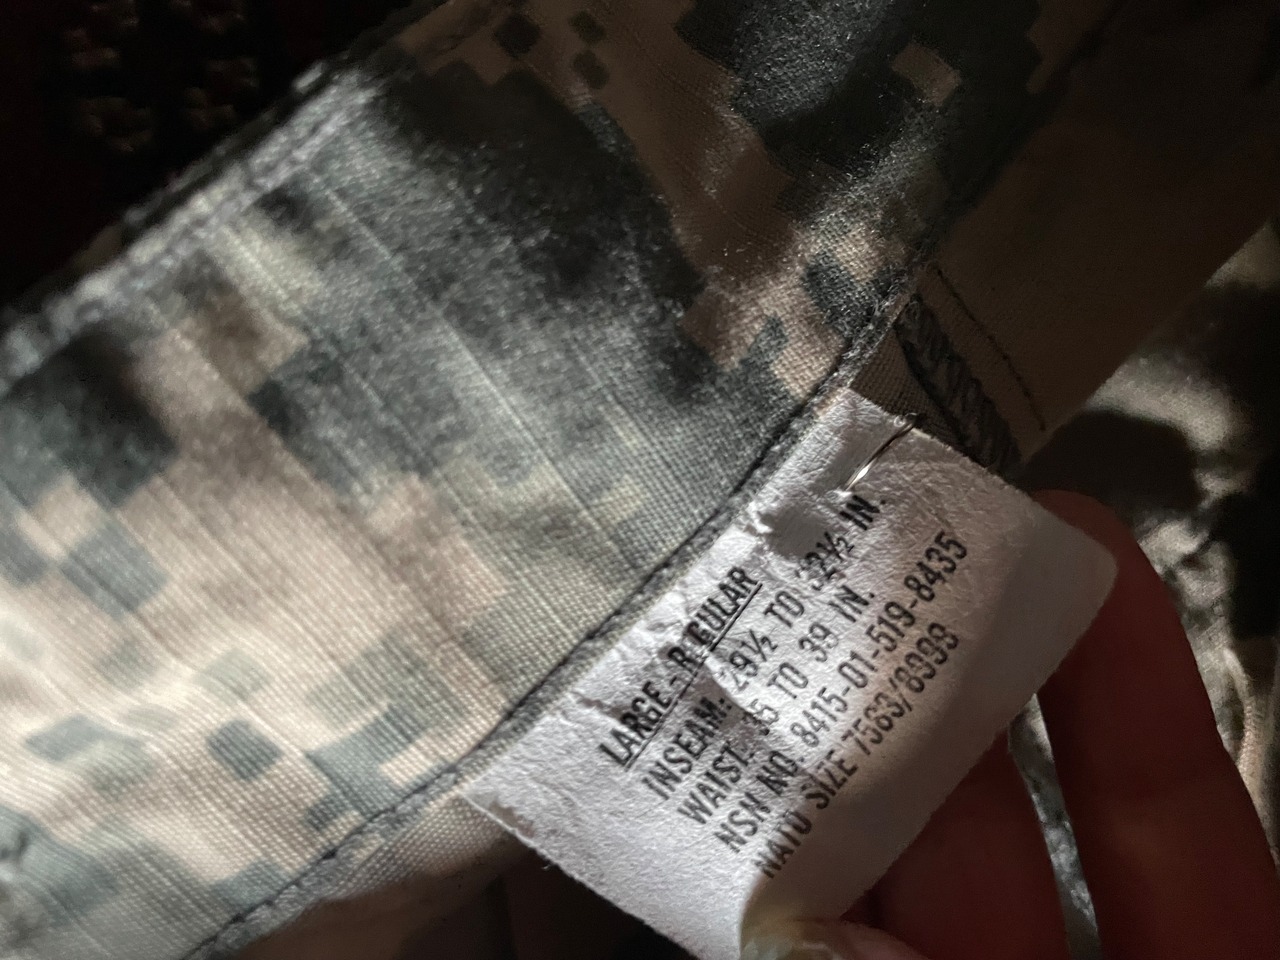 LARGE-REGULAR
INSEAM: 29½ TO 32½ IN.
WAIST: 35 TO 39 IN.
NSN NO. 8415-01-519-8435
NATO SIZE 7583/8999